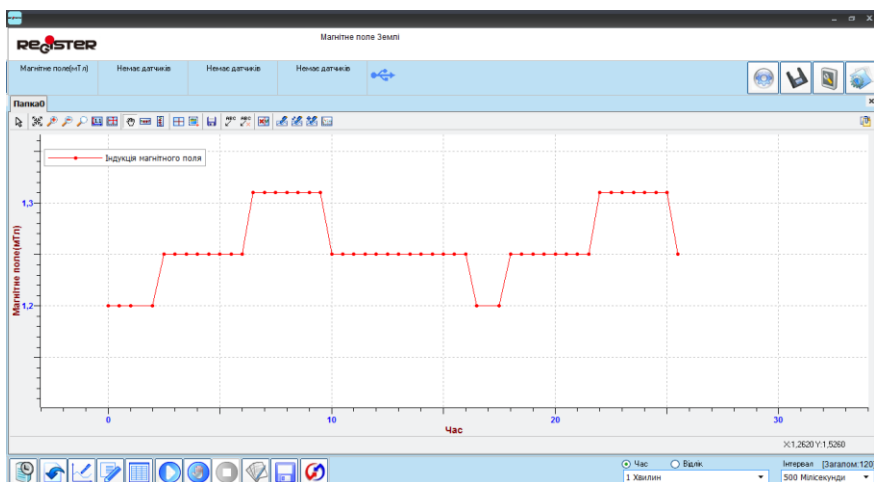 Магнітне поле Землі
REGISTER
Магнітне поле(мТл) Немає датчиків Немає датчиків Немає датчиків
Папка0
Індукція магнітного поля
1,3
1,2
Магнітне поле(мТл)
0 10 20 30
Час
X:1,2620 Y:1,5260
Час Відлік Інтервал [Загалом:120]
1 Хвилин 500 Мілісекунди